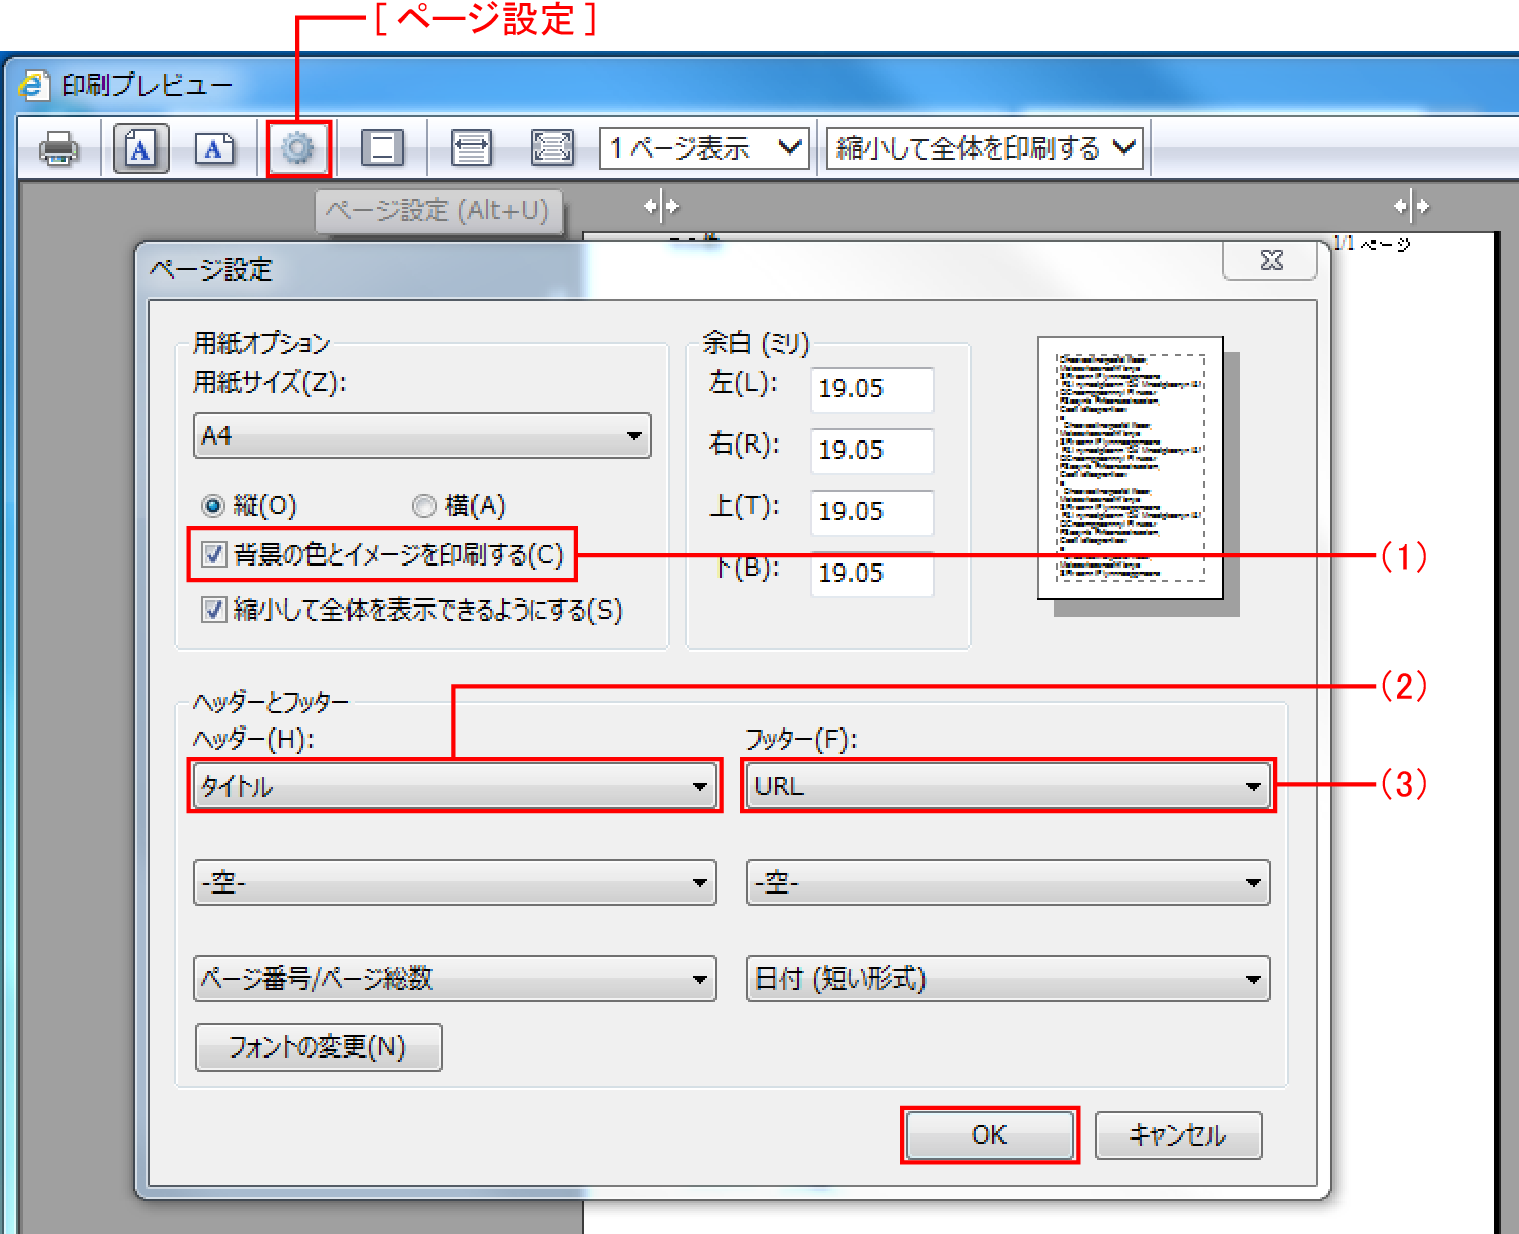 [ページ設定]
印刷プレビュー
A
A
1 ページ表示
縮小して全体を印刷する
ページ設定 (Alt+U)
1/1 ページ
ページ設定
用紙オプション
用紙サイズ(Z):
A4
縦(O)
横(A)
背景の色とイメージを印刷する(C)
縮小して全体を表示できるようにする(S)
余白 (ミリ)
左(L):
19.05
右(R):
19.05
上(T):
19.05
下(B):
19.05
(1)
(2)
ヘッダーとフッター
ヘッダー(H):
フッター(F):
タイトル
URL
(3)
-空-
-空-
ページ番号/ページ総数
日付 (短い形式)
フォントの変更(N)
OK
キャンセル